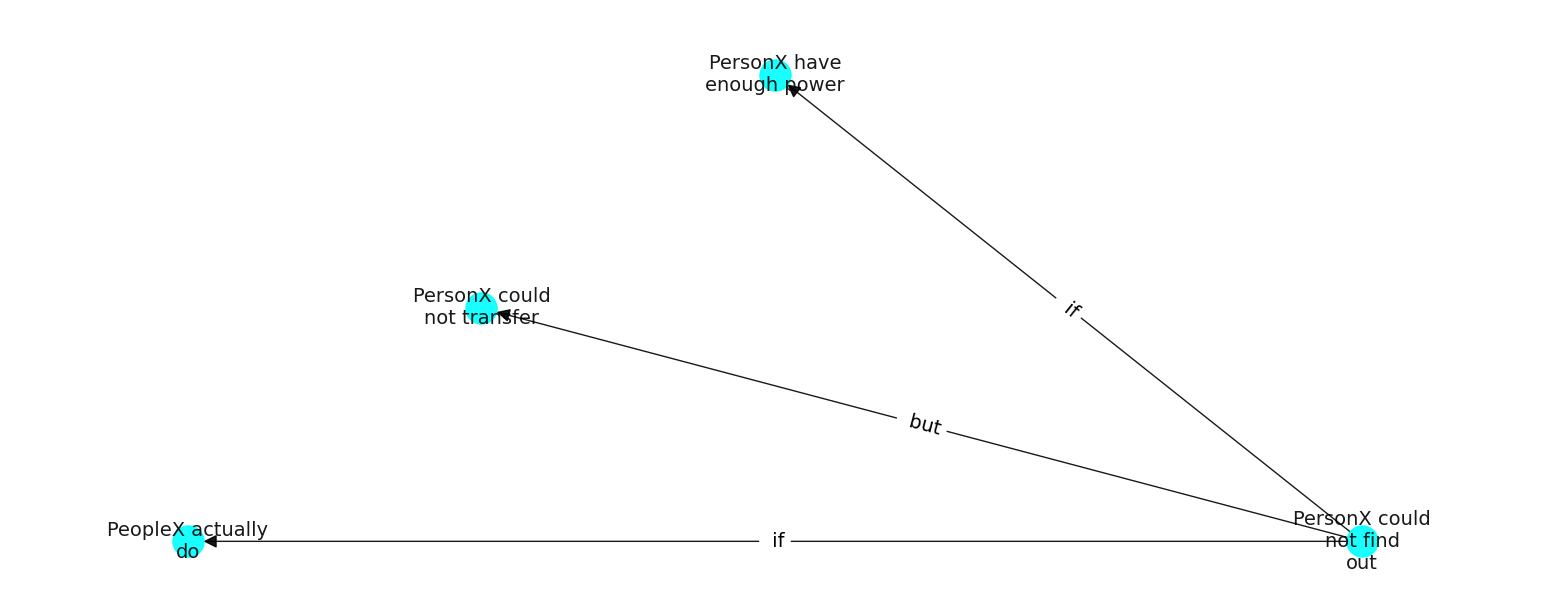 PersonX have
enough power
PersonX could
not transfer
if
but
PeopleX actually
do
if
PersonX could
not find
out